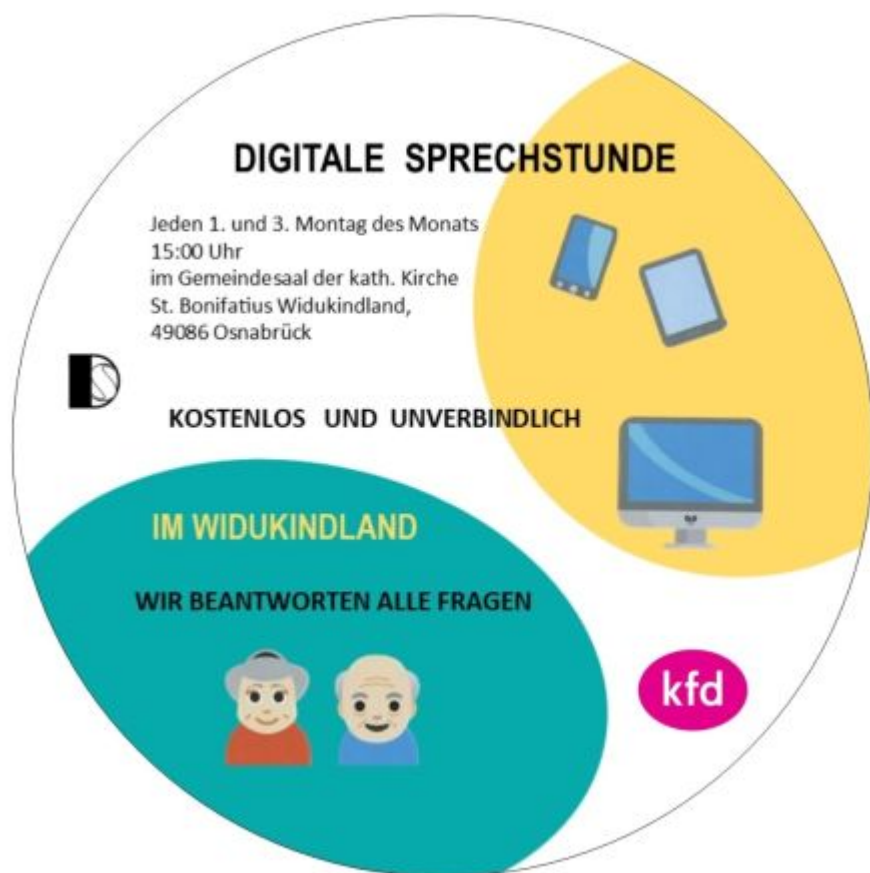 DIGITALE SPRECHSTUNDE
Jeden 1. und 3. Montag des Monats
15:00 Uhr
im Gemeindesaal der kath. Kirche
St. Bonifatius Widukindland,
49086 Osnabrück
KOSTENLOS UND UNVERBINDLICH
IM WIDUKINDLAND
WIR BEANTWORTEN ALLE FRAGEN
kfd